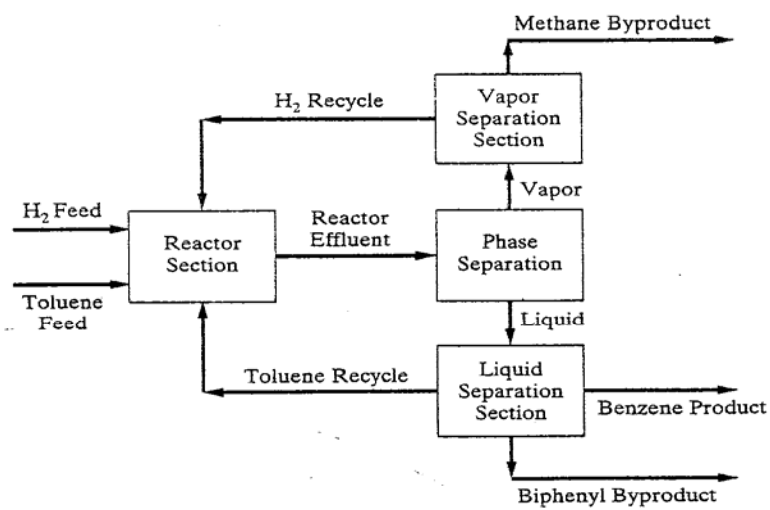 Methane Byproduct
H₂ Recycle
Vapor
Separation
Section
Vapor
H₂ Feed
Reactor
Section
Reactor
Effluent
Phase
Separation
Toluene
Feed
Liquid
Toluene Recycle
Liquid
Separation
Section
Benzene Product
Biphenyl Byproduct